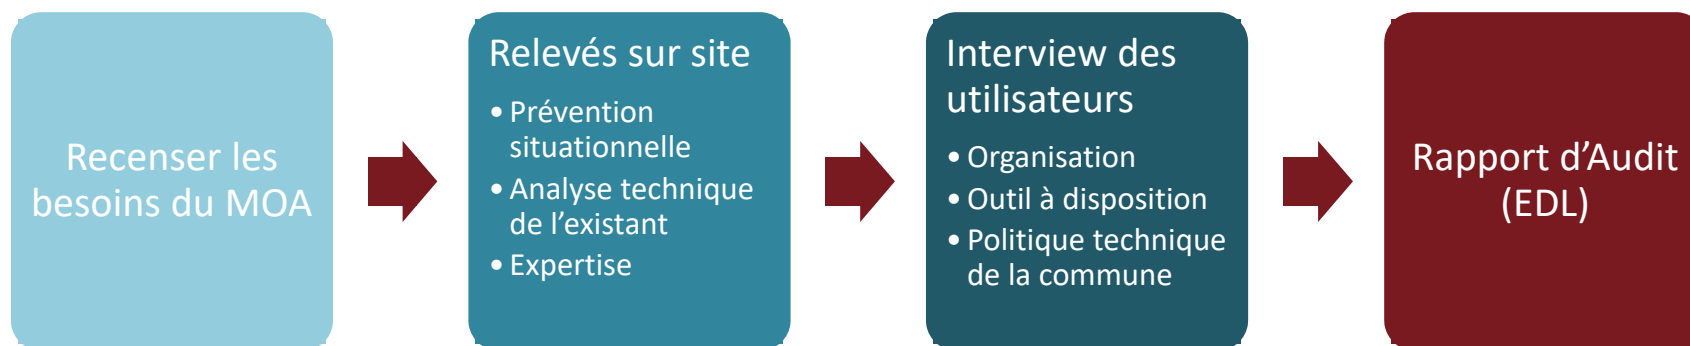 Recenser les
besoins du MOA
Relevés sur site
• Prévention
situationnelle
• Analyse technique
de l’existant
• Expertise
Interview des
utilisateurs
• Organisation
• Outil à disposition
• Politique technique
de la commune
Rapport d’Audit
(EDL)